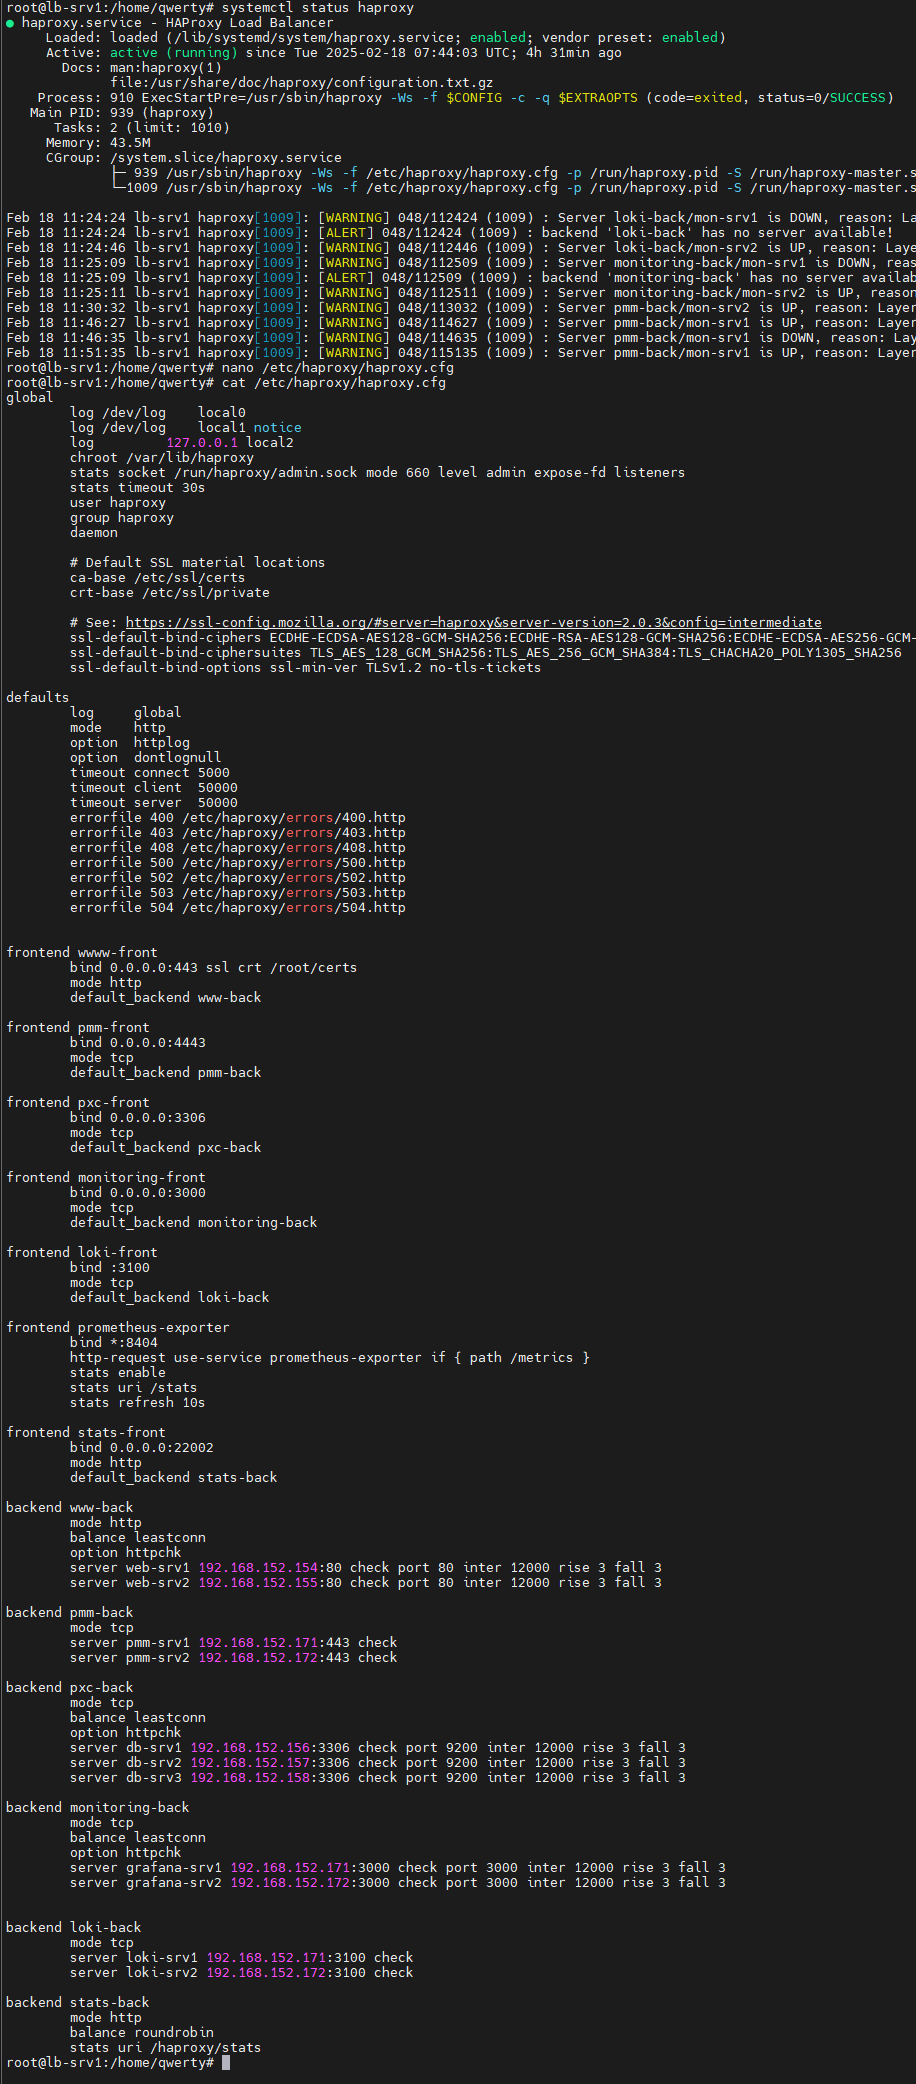 root@lb-srv1:/home/qwerty# systemctl status haproxy
● haproxy.service - HAProxy Load Balancer
     Loaded: loaded (/lib/systemd/system/haproxy.service; enabled; vendor preset: enabled)
     Active: active (running) since Tue 2025-02-18 07:44:03 UTC; 4h 31min ago
       Docs: man:haproxy(1)
             file:/usr/share/doc/haproxy/configuration.txt.gz
    Process: 910 ExecStartPre=/usr/sbin/haproxy -Ws -f $CONFIG -c -q $EXTRAOPTS (code=exited, status=0/SUCCESS)
   Main PID: 939 (haproxy)
      Tasks: 2 (limit: 1010)
     Memory: 43.5M
     CGroup: /system.slice/haproxy.service
             ├─ 939 /usr/sbin/haproxy -Ws -f /etc/haproxy/haproxy.cfg -p /run/haproxy.pid -S /run/haproxy-master.s
             └─1009 /usr/sbin/haproxy -Ws -f /etc/haproxy/haproxy.cfg -p /run/haproxy.pid -S /run/haproxy-master.s

Feb 18 11:24:24 lb-srv1 haproxy[1009]: [WARNING] 048/112424 (1009) : Server loki-back/mon-srv1 is DOWN, reason: La
Feb 18 11:24:24 lb-srv1 haproxy[1009]: [ALERT] 048/112424 (1009) : backend 'loki-back' has no server available!
Feb 18 11:24:46 lb-srv1 haproxy[1009]: [WARNING] 048/112446 (1009) : Server loki-back/mon-srv2 is UP, reason: Laye
Feb 18 11:25:09 lb-srv1 haproxy[1009]: [WARNING] 048/112509 (1009) : Server monitoring-back/mon-srv1 is DOWN, reas
Feb 18 11:25:09 lb-srv1 haproxy[1009]: [ALERT] 048/112509 (1009) : backend 'monitoring-back' has no server availab
Feb 18 11:25:11 lb-srv1 haproxy[1009]: [WARNING] 048/112511 (1009) : Server monitoring-back/mon-srv2 is UP, reason
Feb 18 11:30:32 lb-srv1 haproxy[1009]: [WARNING] 048/113032 (1009) : Server pmm-back/mon-srv2 is UP, reason: Layer
Feb 18 11:46:27 lb-srv1 haproxy[1009]: [WARNING] 048/114627 (1009) : Server pmm-back/mon-srv1 is UP, reason: Layer
Feb 18 11:46:35 lb-srv1 haproxy[1009]: [WARNING] 048/114635 (1009) : Server pmm-back/mon-srv1 is DOWN, reason: Lay
Feb 18 11:51:35 lb-srv1 haproxy[1009]: [WARNING] 048/115135 (1009) : Server pmm-back/mon-srv1 is UP, reason: Layer
root@lb-srv1:/home/qwerty# nano /etc/haproxy/haproxy.cfg
root@lb-srv1:/home/qwerty# cat /etc/haproxy/haproxy.cfg
global
        log /dev/log    local0
        log /dev/log    local1 notice
        log         127.0.0.1 local2
        chroot /var/lib/haproxy
        stats socket /run/haproxy/admin.sock mode 660 level admin expose-fd listeners
        stats timeout 30s
        user haproxy
        group haproxy
        daemon

        # Default SSL material locations
        ca-base /etc/ssl/certs
        crt-base /etc/ssl/private

        # See: https://ssl-config.mozilla.org/#server=haproxy&server-version=2.0.3&config=intermediate
        ssl-default-bind-ciphers ECDHE-ECDSA-AES128-GCM-SHA256:ECDHE-RSA-AES128-GCM-SHA256:ECDHE-ECDSA-AES256-GCM-
        ssl-default-bind-ciphersuites TLS_AES_128_GCM_SHA256:TLS_AES_256_GCM_SHA384:TLS_CHACHA20_POLY1305_SHA256
        ssl-default-bind-options ssl-min-ver TLSv1.2 no-tls-tickets

defaults
        log     global
        mode    http
        option  httplog
        option  dontlognull
        timeout connect 5000
        timeout client  50000
        timeout server  50000
        errorfile 400 /etc/haproxy/errors/400.http
        errorfile 403 /etc/haproxy/errors/403.http
        errorfile 408 /etc/haproxy/errors/408.http
        errorfile 500 /etc/haproxy/errors/500.http
        errorfile 502 /etc/haproxy/errors/502.http
        errorfile 503 /etc/haproxy/errors/503.http
        errorfile 504 /etc/haproxy/errors/504.http


frontend wwww-front
        bind 0.0.0.0:443 ssl crt /root/certs
        mode http
        default_backend www-back

frontend pmm-front
        bind 0.0.0.0:4443
        mode tcp
        default_backend pmm-back

frontend pxc-front
        bind 0.0.0.0:3306
        mode tcp
        default_backend pxc-back

frontend monitoring-front
        bind 0.0.0.0:3000
        mode tcp
        default_backend monitoring-back

frontend loki-front
        bind :3100
        mode tcp
        default_backend loki-back

frontend prometheus-exporter
        bind *:8404
        http-request use-service prometheus-exporter if { path /metrics }
        stats enable
        stats uri /stats
        stats refresh 10s

frontend stats-front
        bind 0.0.0.0:22002
        mode http
        default_backend stats-back

backend www-back
        mode http
        balance leastconn
        option httpchk
        server web-srv1 192.168.152.154:80 check port 80 inter 12000 rise 3 fall 3
        server web-srv2 192.168.152.155:80 check port 80 inter 12000 rise 3 fall 3

backend pmm-back
        mode tcp
        server pmm-srv1 192.168.152.171:443 check
        server pmm-srv2 192.168.152.172:443 check

backend pxc-back
        mode tcp
        balance leastconn
        option httpchk
        server db-srv1 192.168.152.156:3306 check port 9200 inter 12000 rise 3 fall 3
        server db-srv2 192.168.152.157:3306 check port 9200 inter 12000 rise 3 fall 3
        server db-srv3 192.168.152.158:3306 check port 9200 inter 12000 rise 3 fall 3

backend monitoring-back
        mode tcp
        balance leastconn
        option httpchk
        server grafana-srv1 192.168.152.171:3000 check port 3000 inter 12000 rise 3 fall 3
        server grafana-srv2 192.168.152.172:3000 check port 3000 inter 12000 rise 3 fall 3


backend loki-back
        mode tcp
        server loki-srv1 192.168.152.171:3100 check
        server loki-srv2 192.168.152.172:3100 check

backend stats-back
        mode http
        balance roundrobin
        stats uri /haproxy/stats
root@lb-srv1:/home/qwerty#